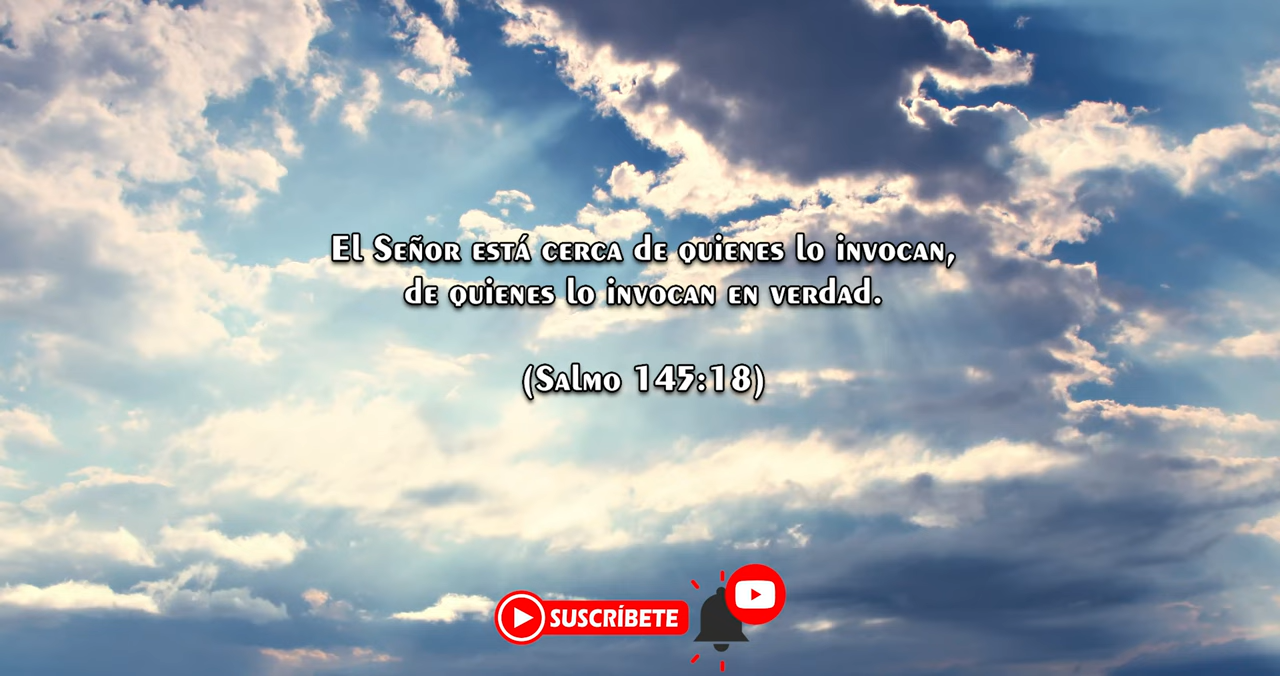 El Señor está cerca de quienes lo invocan,
de quienes lo invocan en verdad.
(Salmo 145:18)
SUSCRÍBETE